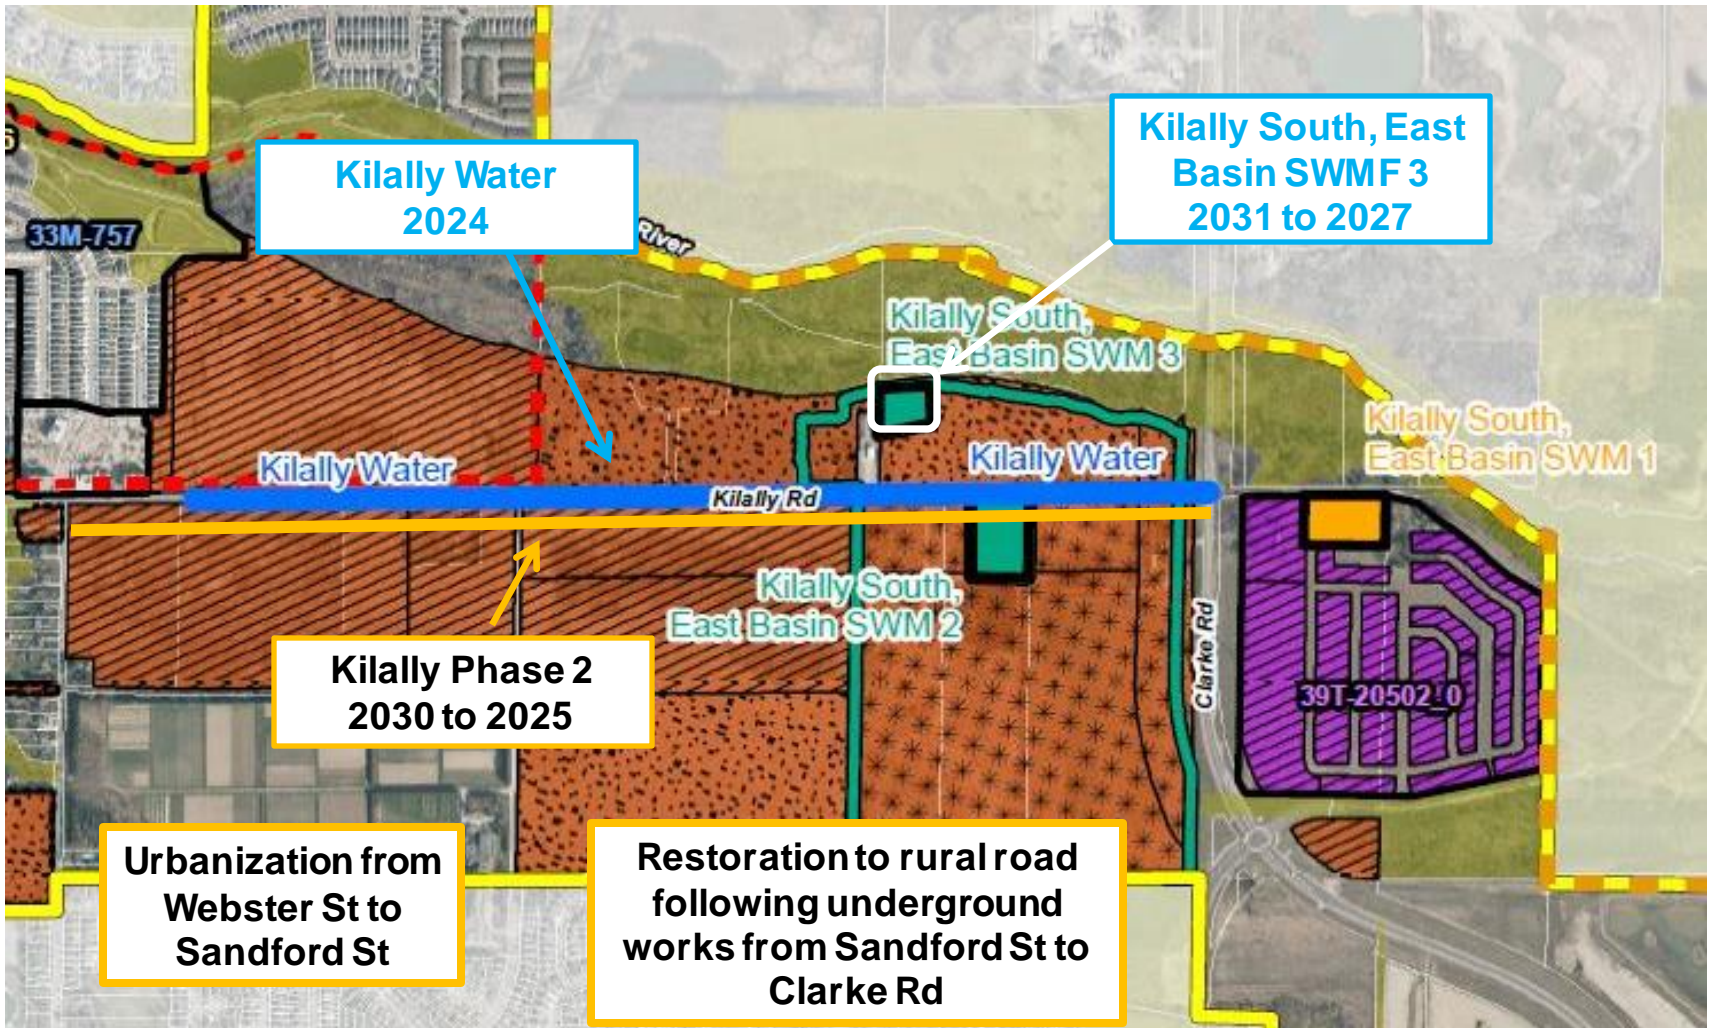 Kilally South, East
Basin SWMF 3
2031 to 2027
Kilally Water
2024
6
33M-757
River
Kilally South,
East Basin SWM 3
Kilally South,
East Basin SWM 1
Kilally Water
Kilally Water
Kilally Rd
Kilally South,
East Basin SWM 2
Clarke Rd
39T-20502_0
Kilally Phase 2
2030 to 2025
Urbanization from
Webster St to
Sandford St
Restoration to rural road
following underground
works from Sandford St to
Clarke Rd